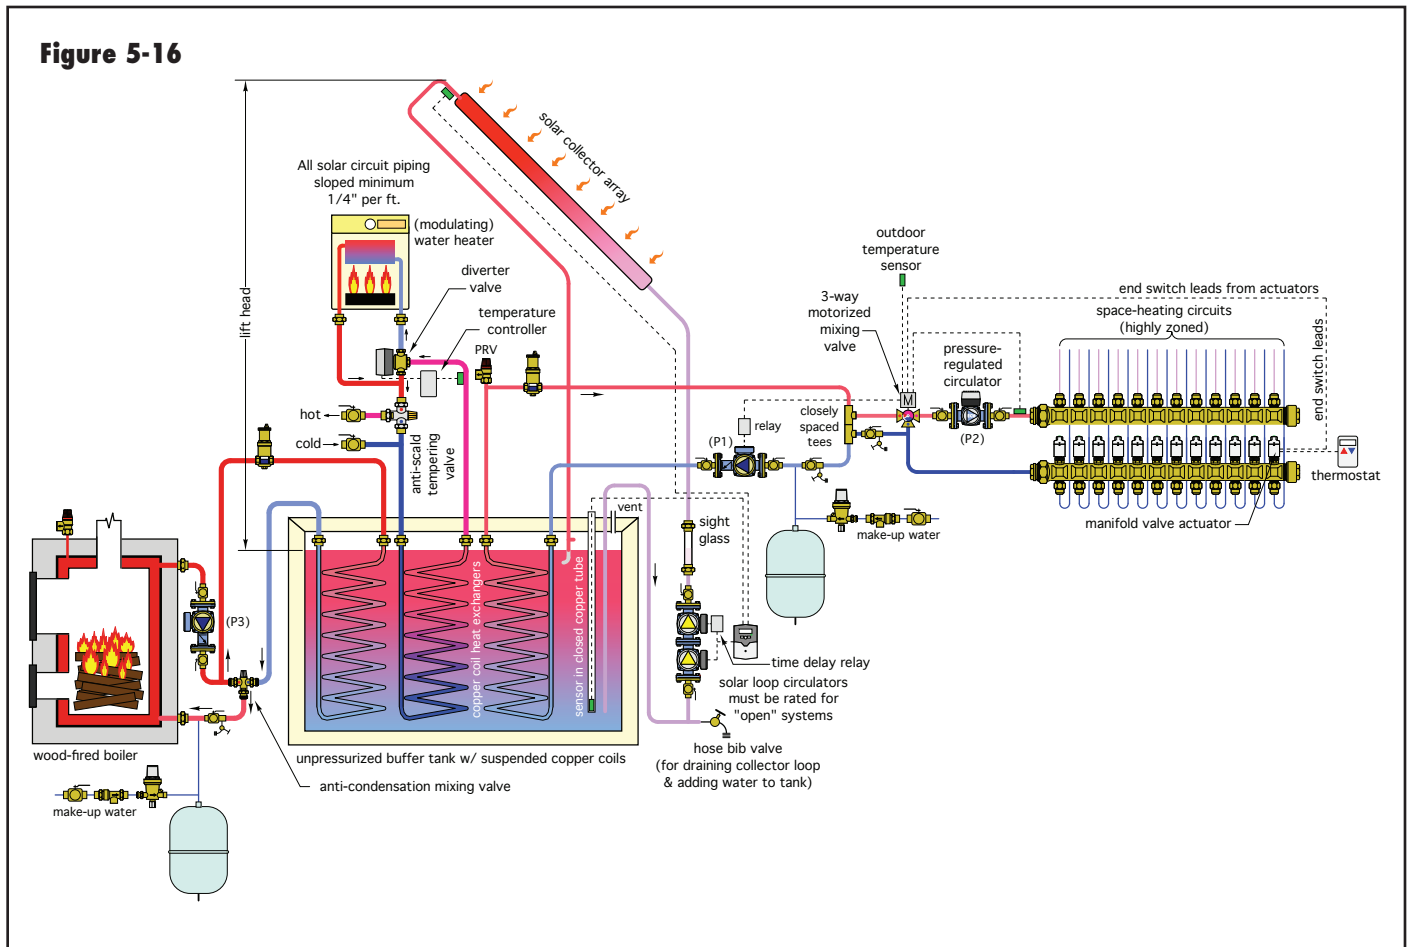 Figure 5-16
All solar circuit piping
sloped minimum
1/4" per ft.
(modulating)
water heater
diverter
valve
temperature
controller
PRV
lift head
solar collector array
hot
cold
anti-scald
tempering
valve
outdoor
temperature
sensor
3-way
motorized
mixing
valve
M
end switch leads from actuators
space-heating circuits
(highly zoned)
pressure-
regulated
circulator
end switch leads
relay
closely
spaced
tees
(P1)
(P2)
thermostat
manifold valve actuator
make-up water
vent
sight
glass
copper coil heat exchangers
sensor in closed copper tube
(P3)
time delay relay
solar loop circulators
must be rated for
"open" systems
hose bib valve
(for draining collector loop
& adding water to tank)
wood-fired boiler
unpressurized buffer tank w/ suspended copper coils
anti-condensation mixing valve
make-up water